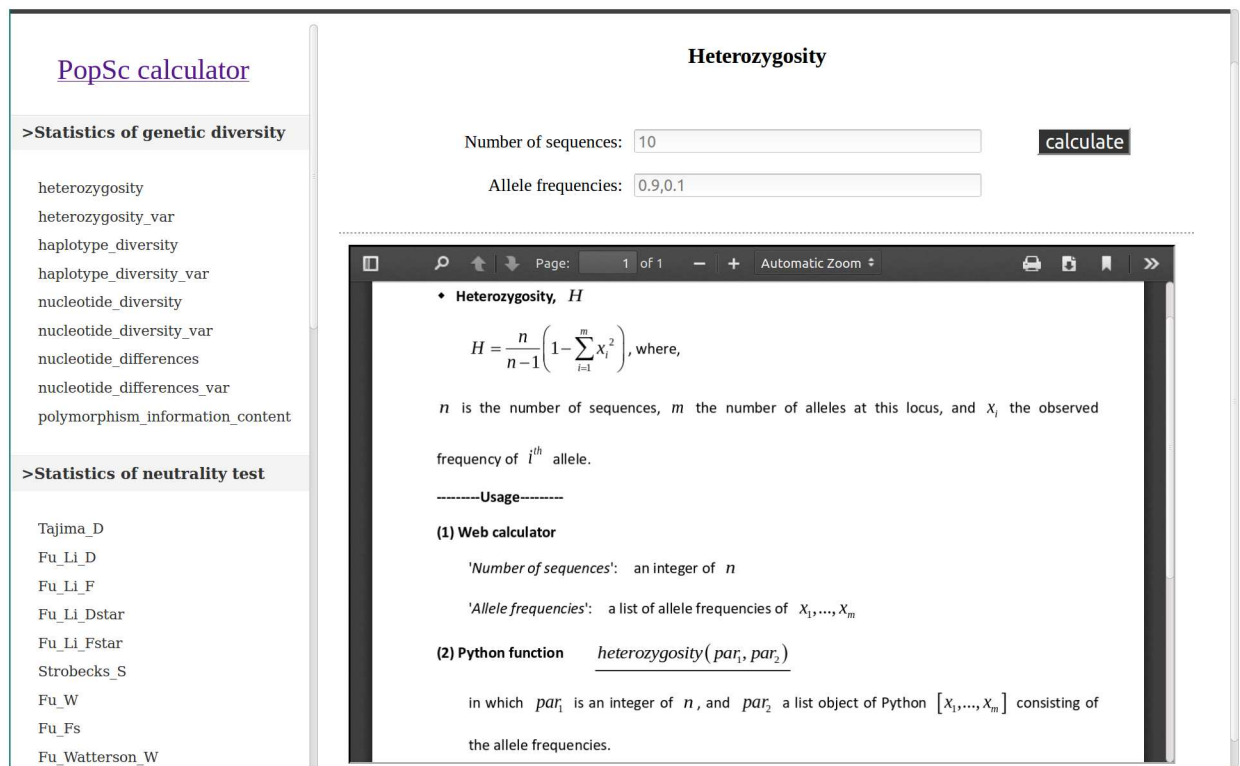 PopSc calculator
>Statistics of genetic diversity
heterozygosity
heterozygosity_var
haplotype_diversity
haplotype_diversity_var
nucleotide_diversity
nucleotide_diversity_var
nucleotide_differences
nucleotide_differences_var
polymorphism_information_content
>Statistics of neutrality test
Tajima_D
Fu_Li_D
Fu_Li_F
Fu_Li_Dstar
Fu_Li_Fstar
Strobecks_S
Fu_W
Fu_Fs
Fu_Watterson_W
Heterozygosity
Number of sequences: 10 calculate
Allele frequencies: 0.9,0.1
Page: 1 of 1 − + Automatic Zoom
• Heterozygosity, H
H = n/(n−1) (1−∑_{i=1}^{m} x_i^2), where,
n is the number of sequences, m the number of alleles at this locus, and x_i the observed
frequency of i^{th} allele.
---------Usage---------
(1) Web calculator
'Number of sequences': an integer of n
'Allele frequencies': a list of allele frequencies of x_1,..., x_m
(2) Python function heterozygosity(par_1, par_2)
in which par_1 is an integer of n, and par_2 a list object of Python [x_1,..., x_m] consisting of
the allele frequencies.